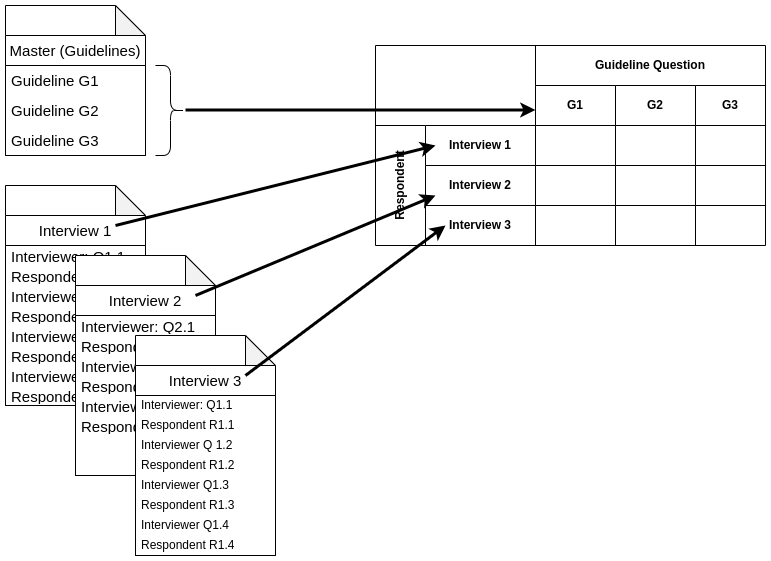 Master (Guidelines)
Guideline G1
Guideline G2
Guideline G3
Guideline Question
G1 G2 G3
Respondent
Interview 1
Interview 2
Interview 3
Interview 1
Interviewer: Q1.1
Responde
Interviewe
Responde
Interviewe
Responde
Interviewe
Responde
Interview 2
Interviewer: Q2.1
Respond
Interview
Respond
Interview
Respond
Interview 3
Interviewer: Q1.1
Respondent R1.1
Interviewer Q 1.2
Respondent R1.2
Interviewer Q1.3
Respondent R1.3
Interviewer Q1.4
Respondent R1.4